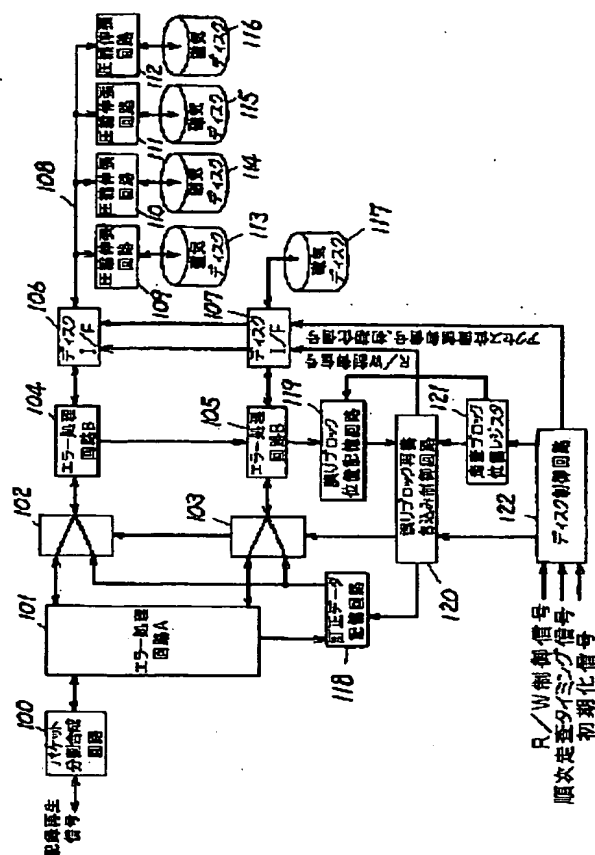 記録再生
信号
100
パケット
分割合成
回路
101
エラー処理
回路A
102
103
104
エラー処理
回路B
105
エラー処理
回路B
106
ディスク
I/F
107
ディスク
I/F
108
圧縮伸張
回路
109
圧縮伸張
回路
110
圧縮伸張
回路
111
圧縮伸張
回路
112
磁気
ディスク
113
磁気
ディスク
114
磁気
ディスク
115
磁気
ディスク
116
磁気
ディスク
117
R/W制御信号
アクセス位置制御信号、初期化信号
訂正データ
記憶回路
118
誤りブロック
位置記憶回路
119
誤りブロック再書
込み制御回路
120
走査ブロック
位置レジスタ
121
ディスク制御回路
122
R/W制御信号
順次走査タイミング信号
初期化信号